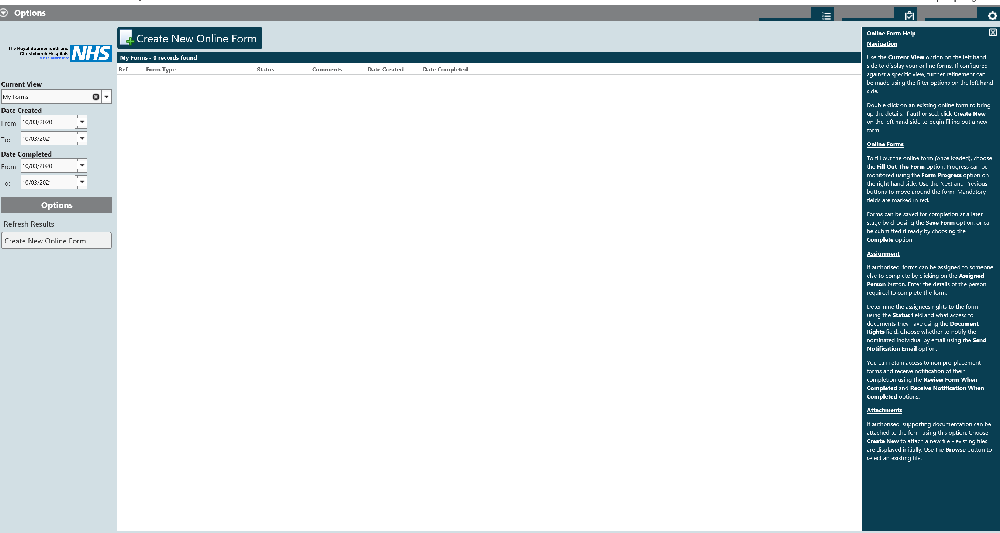 Options
The Royal Bournemouth and
Christchurch Hospitals
NHS Foundation Trust
NHS
Current View
My Forms
Date Created
From: 10/03/2020
To: 10/03/2021
Date Completed
From: 10/03/2020
To: 10/03/2021
Options
Refresh Results
Create New Online Form
Create New Online Form
My Forms - 0 records found
Ref Form Type Status Comments Date Created Date Completed
Online Form Help
Navigation
Use the Current View option on the left hand
side to display your online forms. If configured
against a specific view, further refinement can
be made using the filter options on the left hand
side.
Double click on an existing online form to bring
up the details. If authorised, click Create New
on the left hand side to begin filling out a new
form.
Online Forms
To fill out the online form (once loaded), choose
the Fill Out The Form option. Progress can be
monitored using the Form Progress option on
the right hand side. Use the Next and Previous
buttons to move around the form. Mandatory
fields are marked in red.
Forms can be saved for completion at a later
stage by choosing the Save Form option, or can
be submitted if ready by choosing the
Complete option.
Assignment
If authorised, forms can be assigned to someone
else to complete by clicking on the Assigned
Person button. Enter the details of the person
required to complete the form.
Determine the assignees rights to the form
using the Status field and what access to
documents they have using the Document
Rights field. Choose whether to notify the
nominated individual by email using the Send
Notification Email option.
You can retain access to non pre-placement
forms and receive notification of their
completion using the Review Form When
Completed and Receive Notification When
Completed options.
Attachments
If authorised, supporting documentation can be
attached to the form using this option. Choose
Create New to attach a new file - existing files
are displayed initially. Use the Browse button to
select an existing file.